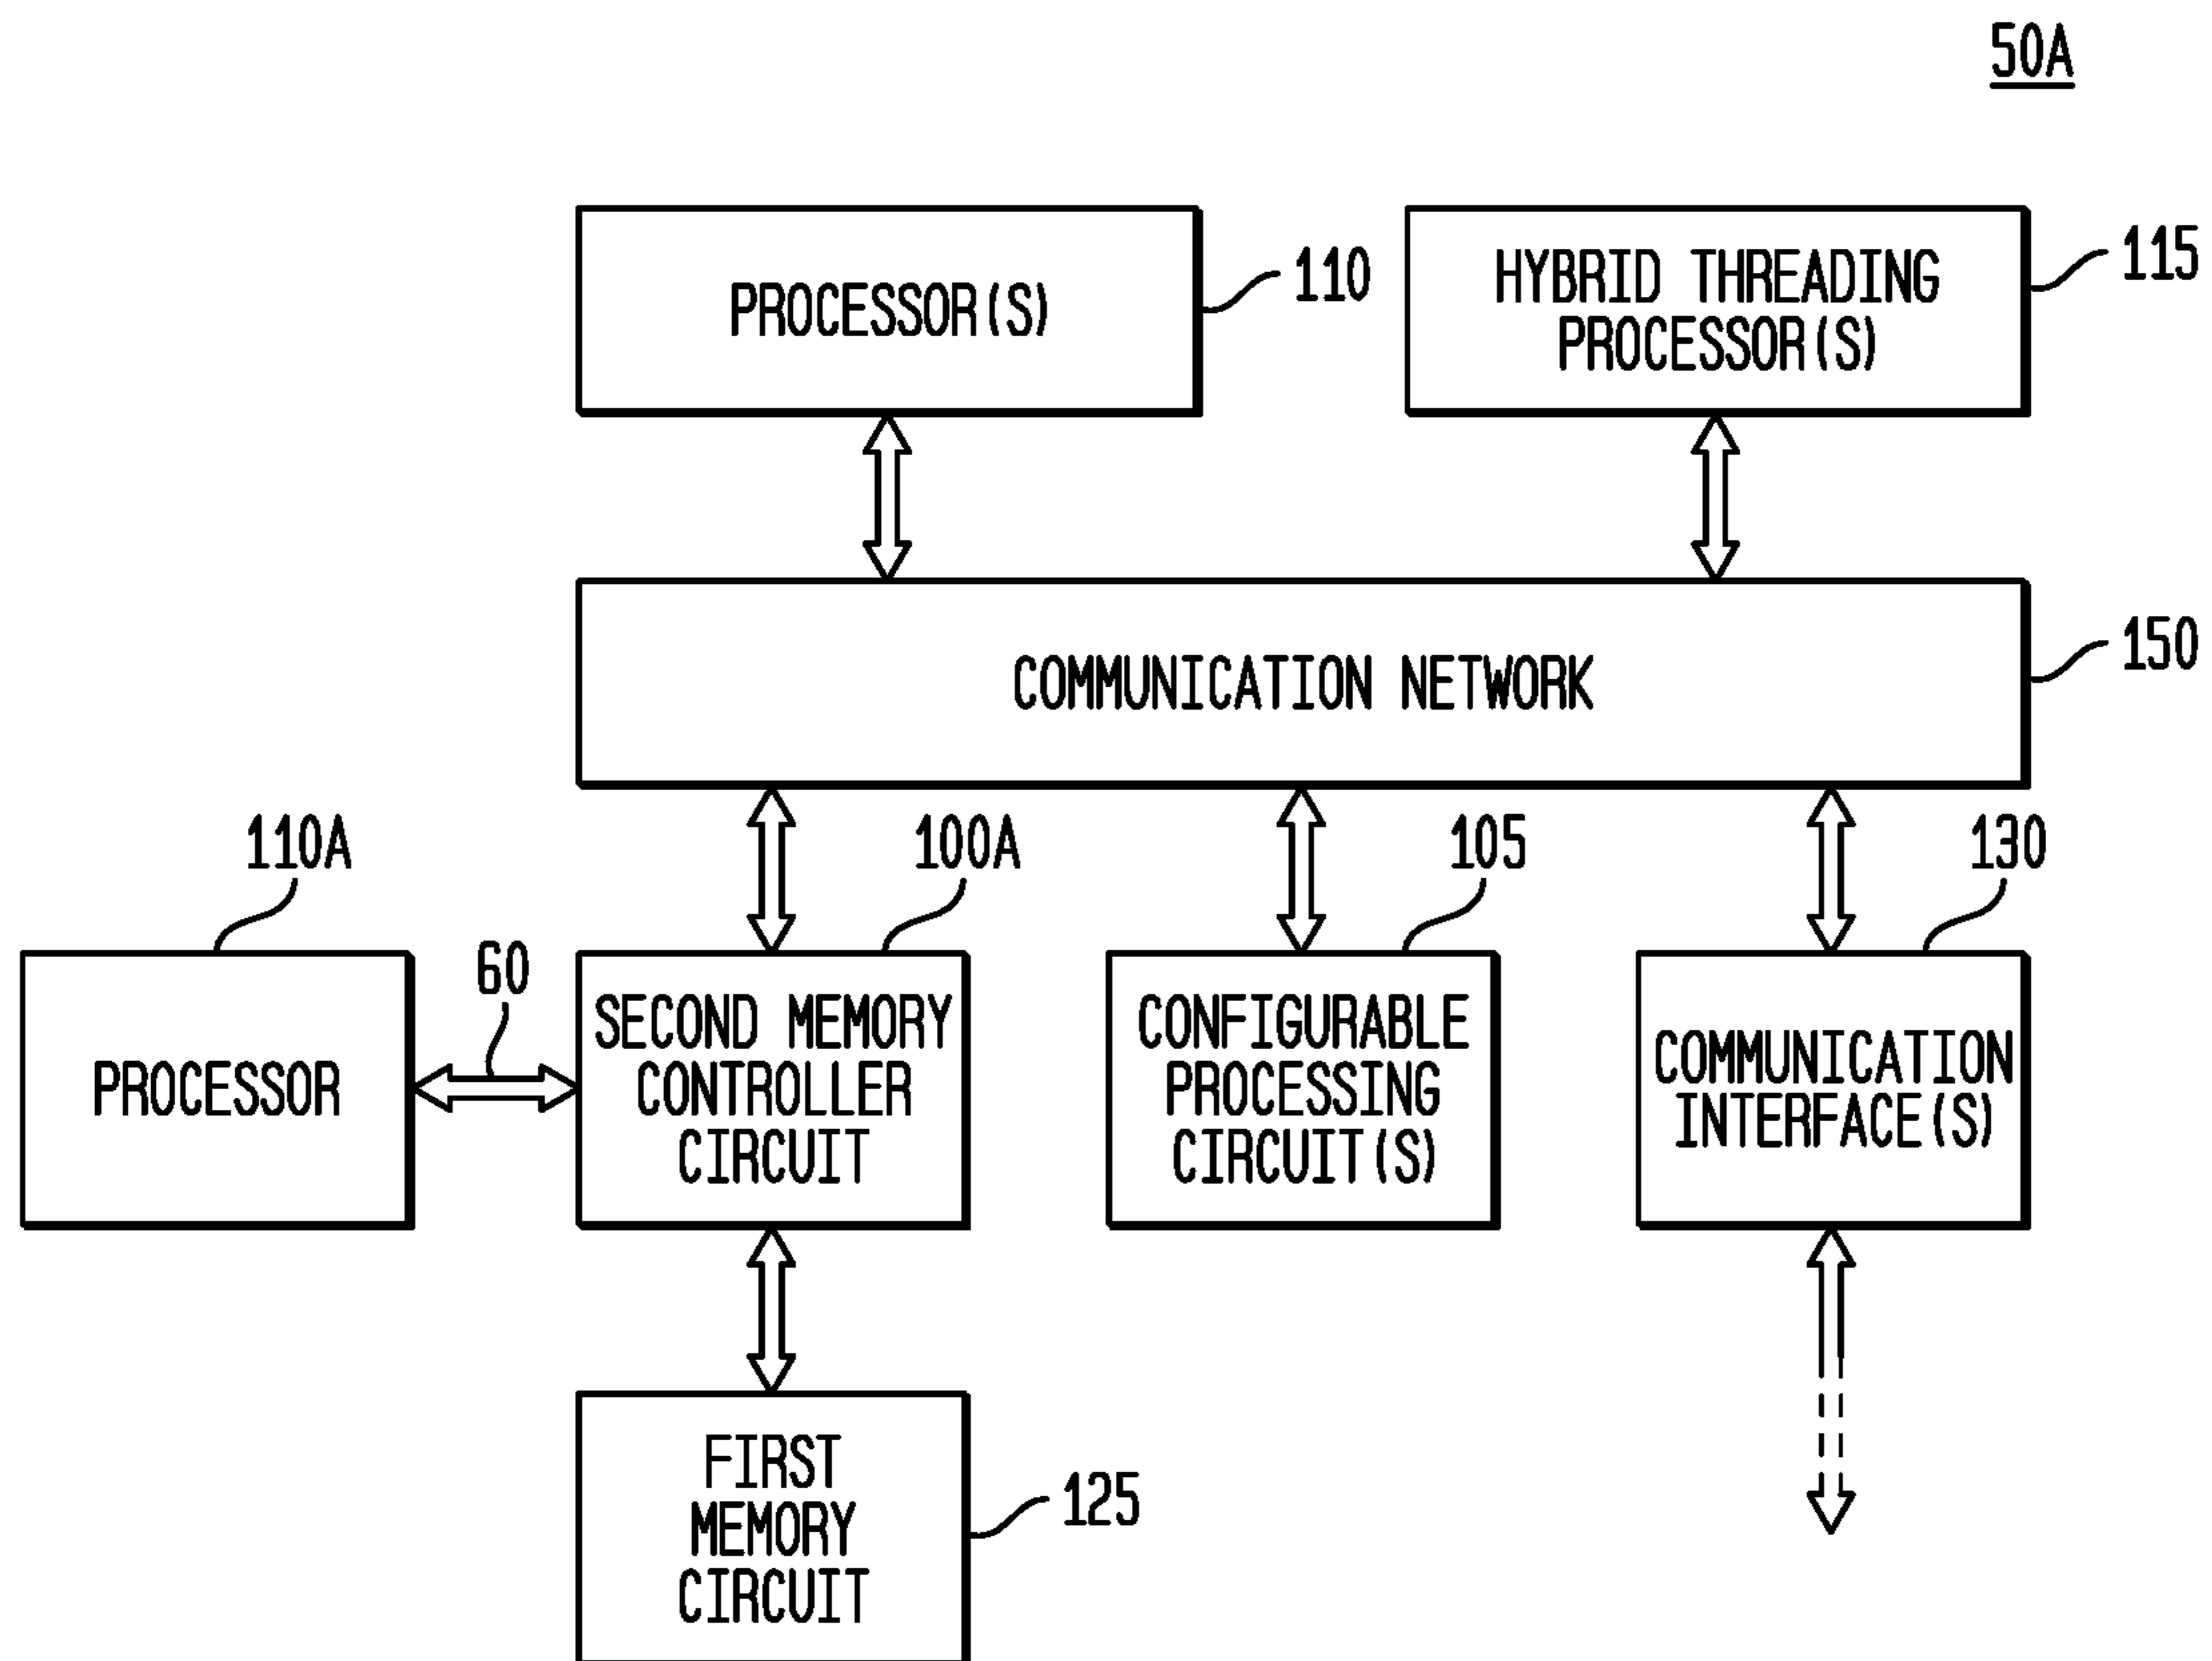 50A
PROCESSOR(S)
110
HYBRID THREADING
PROCESSOR(S)
115
COMMUNICATION NETWORK
150
110A
100A
105
130
60
PROCESSOR
SECOND MEMORY
CONTROLLER
CIRCUIT
CONFIGURABLE
PROCESSING
CIRCUIT(S)
COMMUNICATION
INTERFACE(S)
FIRST
MEMORY
CIRCUIT
125